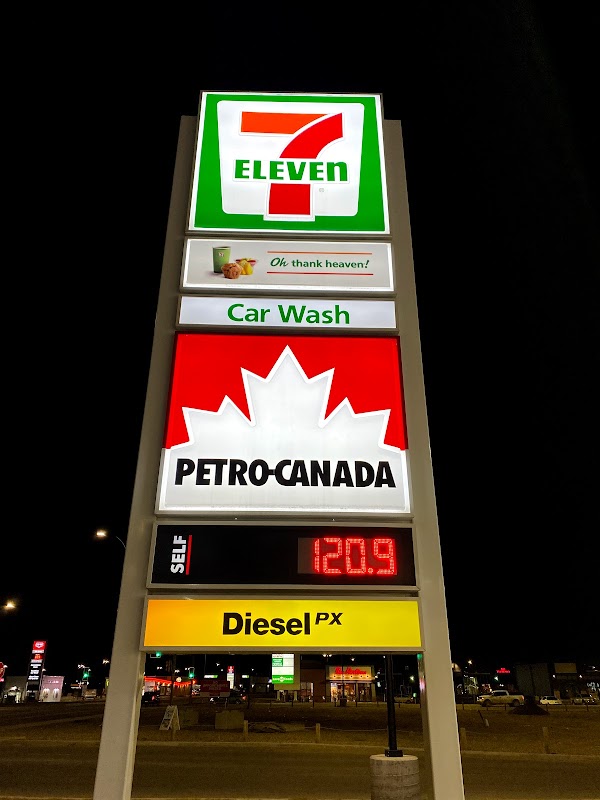 7
ELEVEn
Oh thank heaven!
Car Wash
PETRO-CANADA
SELF
120.9
Diesel PX